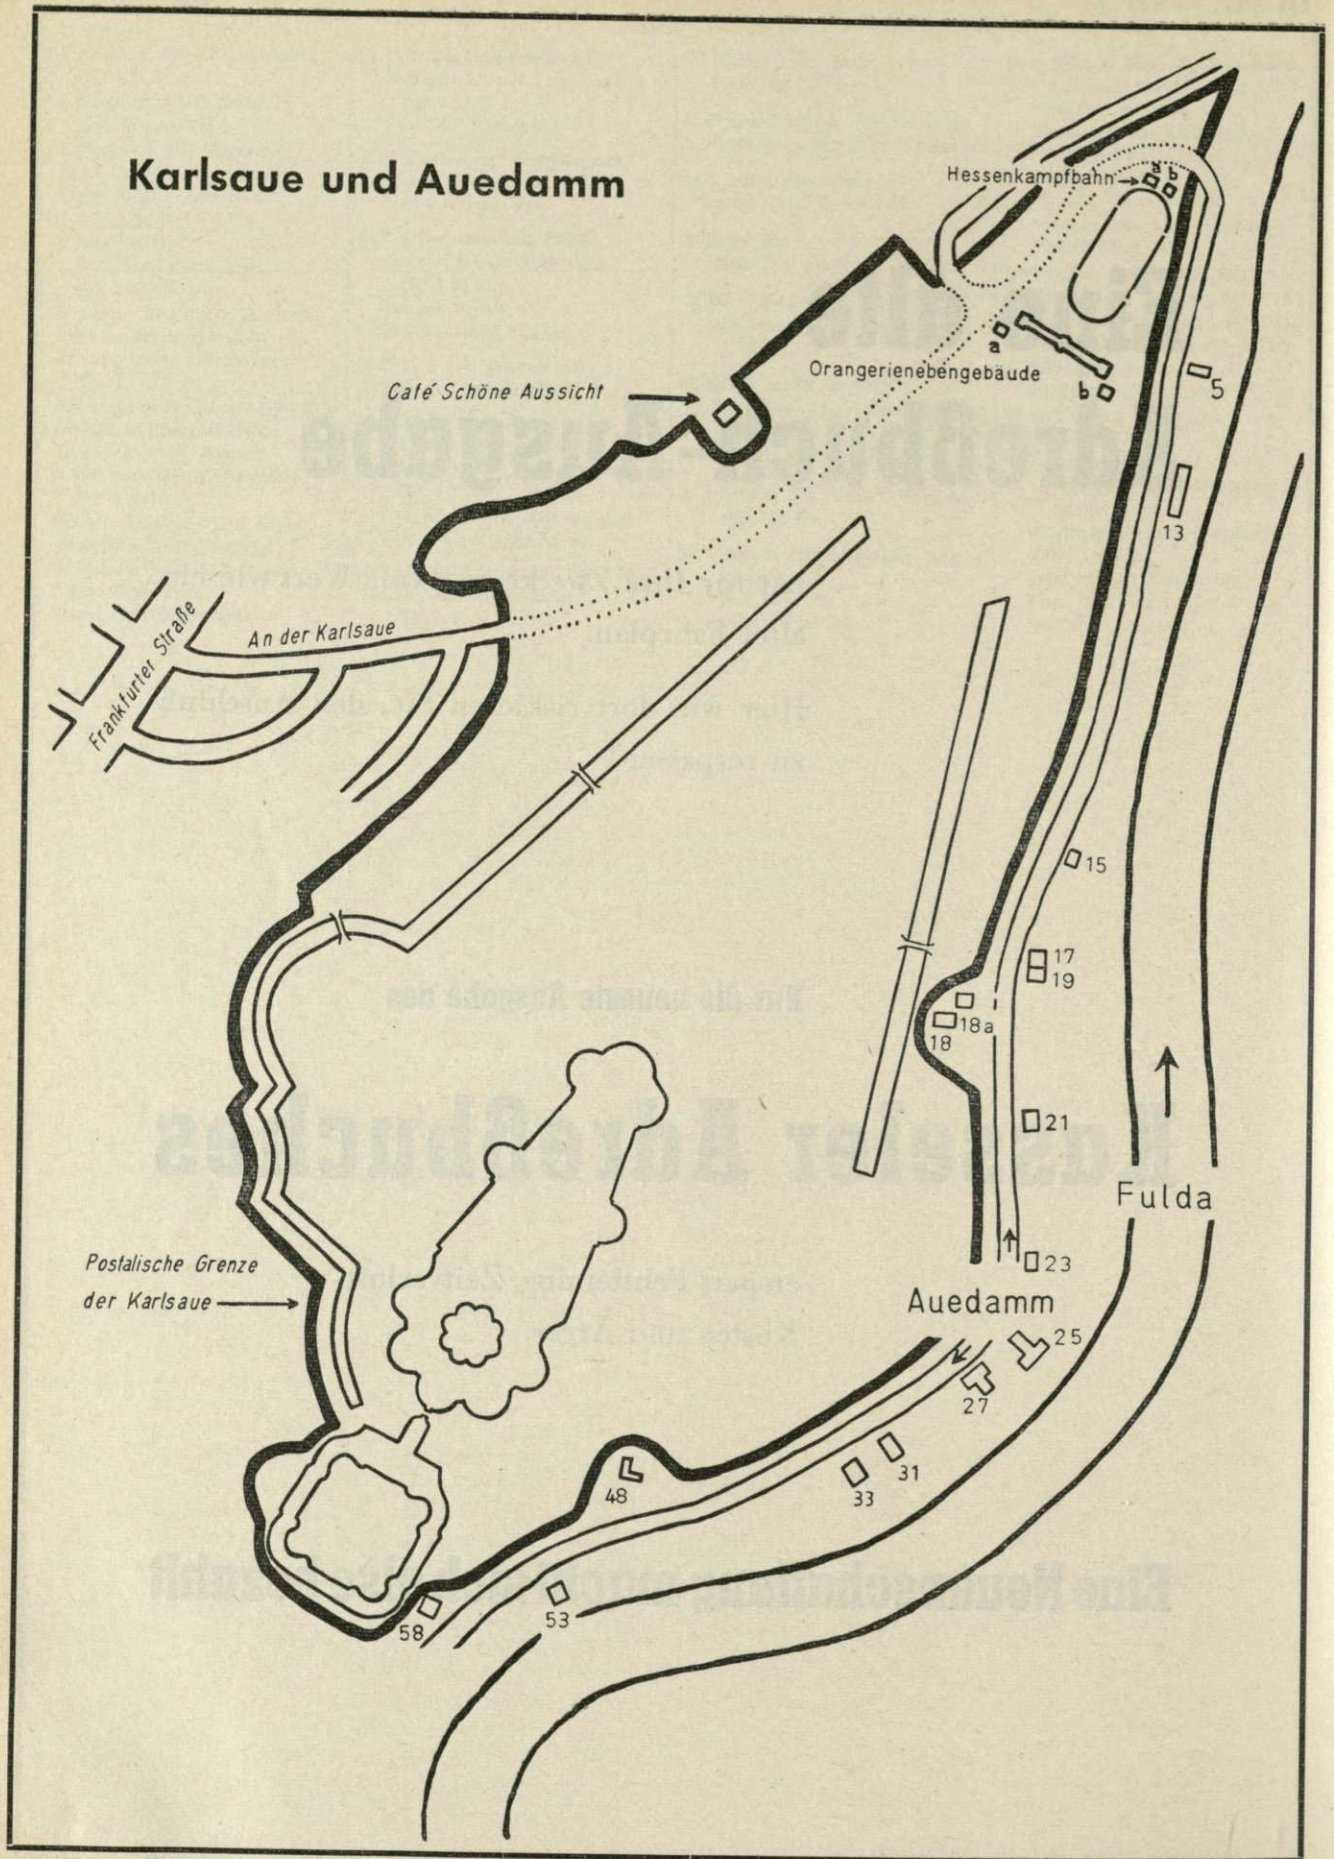 Karlsaue und Auedamm
Hessenkampfbahn
a
b
a
Orangerienebengebäude
b
5
Café Schöne Aussicht
13
An der Karlsaue
Frankfurter Straße
15
17
19
18a
18
21
Fulda
23
Postalische Grenze
der Karlsaue
Auedamm
25
27
31
33
48
53
58